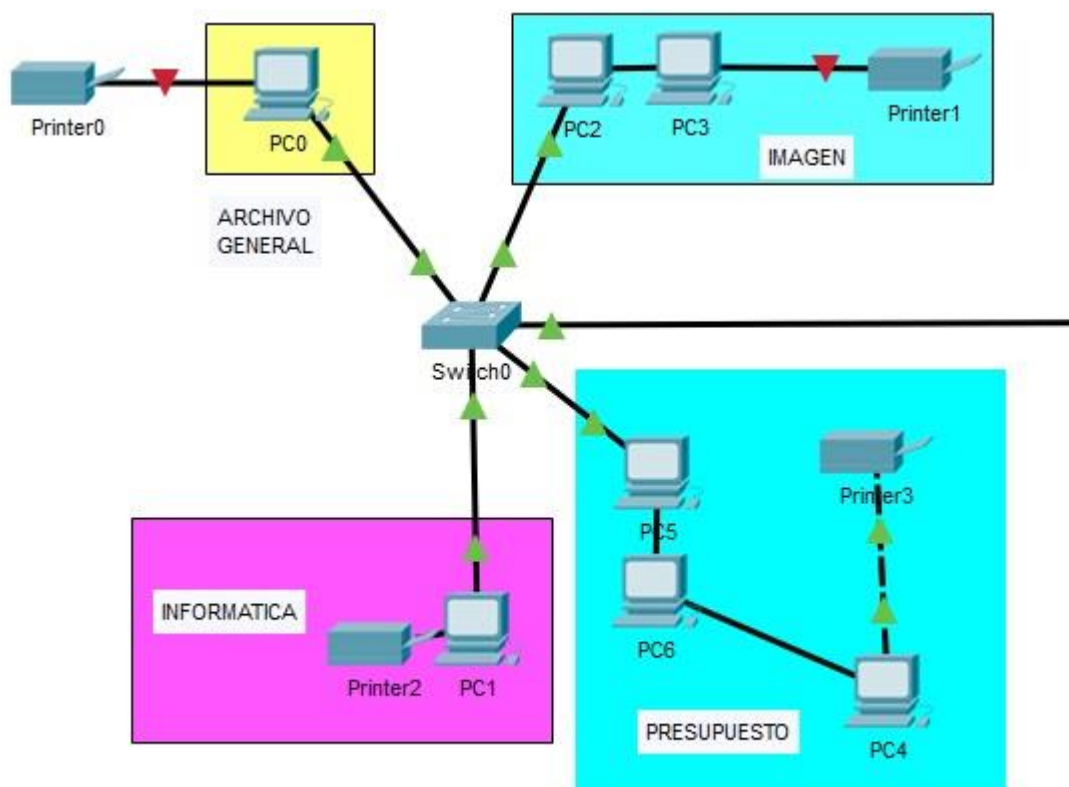 Printer0
PC0
ARCHIVO
GENERAL
PC2
PC3
Printer1
IMAGEN
Switch0
PC5
Printer3
INFORMATICA
PC6
Printer2
PC1
PRESUPUESTO
PC4